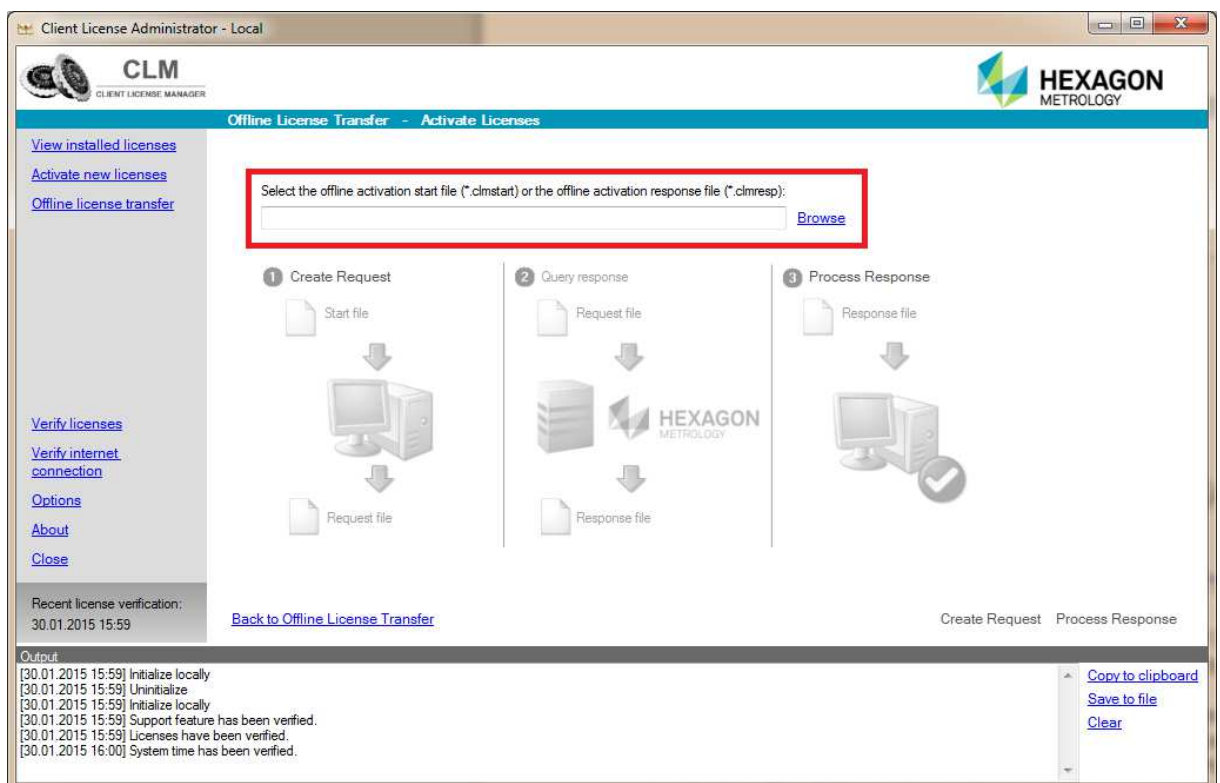 Client License Administrator - Local
CLM
CLIENT LICENSE MANAGER
HEXAGON
METROLOGY
Offline License Transfer - Activate Licenses
View installed licenses
Activate new licenses
Offline license transfer
Select the offline activation start file (*.clmstart) or the offline activation response file (*.clmresp):
Browse
1 Create Request
Start file
Request file
2 Query response
Request file
HEXAGON
METROLOGY
Response file
3 Process Response
Response file
Verify licenses
Verify internet
connection
Options
About
Close
Recent license verification:
30.01.2015 15:59
Back to Offline License Transfer
Create Request Process Response
Output
[30.01.2015 15:59] Initialize locally
[30.01.2015 15:59] Uninitialize
[30.01.2015 15:59] Initialize locally
[30.01.2015 15:59] Support feature has been verified.
[30.01.2015 15:59] Licenses have been verified.
[30.01.2015 16:00] System time has been verified.
Copy to clipboard
Save to file
Clear